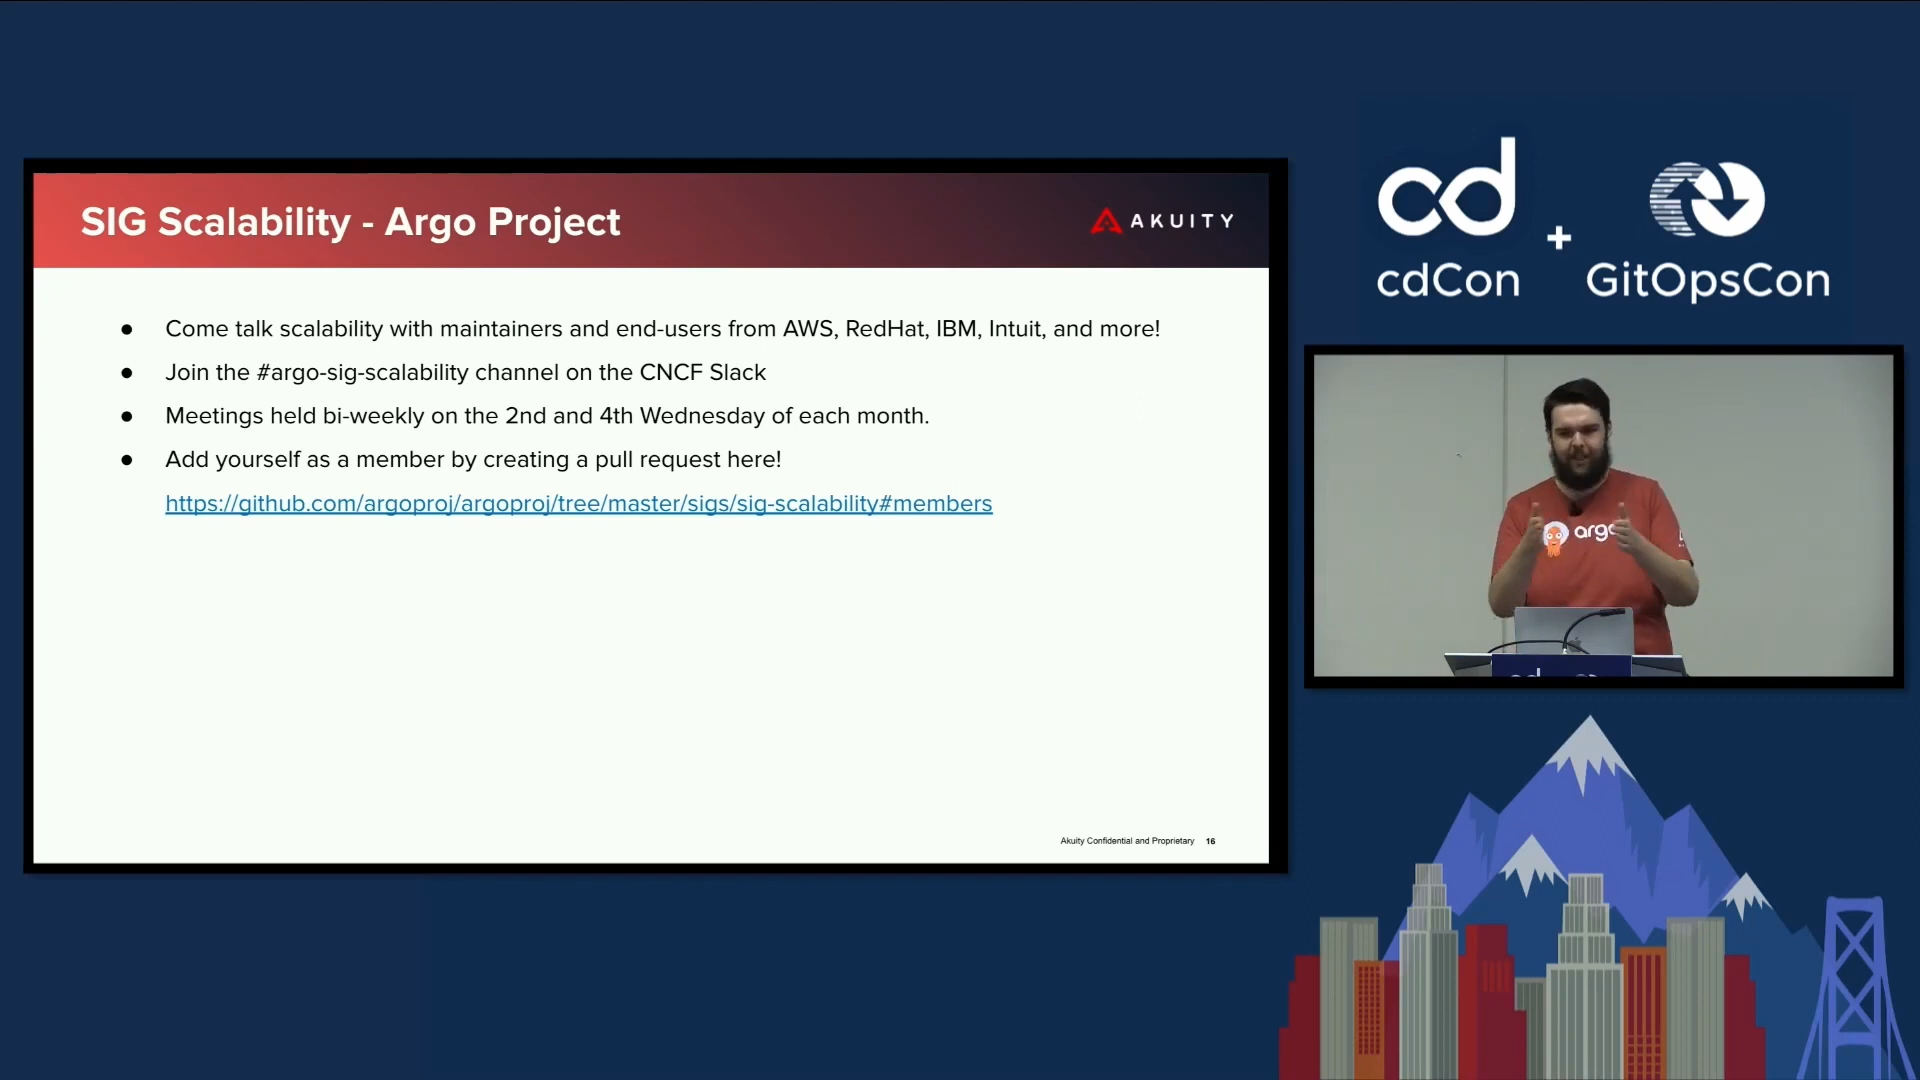 SIG Scalability - Argo Project
AKUITY
● Come talk scalability with maintainers and end-users from AWS, RedHat, IBM, Intuit, and more!
● Join the #argo-sig-scalability channel on the CNCF Slack
● Meetings held bi-weekly on the 2nd and 4th Wednesday of each month.
● Add yourself as a member by creating a pull request here!
https://github.com/argoproj/argoproj/tree/master/sigs/sig-scalability#members
Akuity Confidential and Proprietary 16
cd
+
cdCon
GitOpsCon
argo
cd